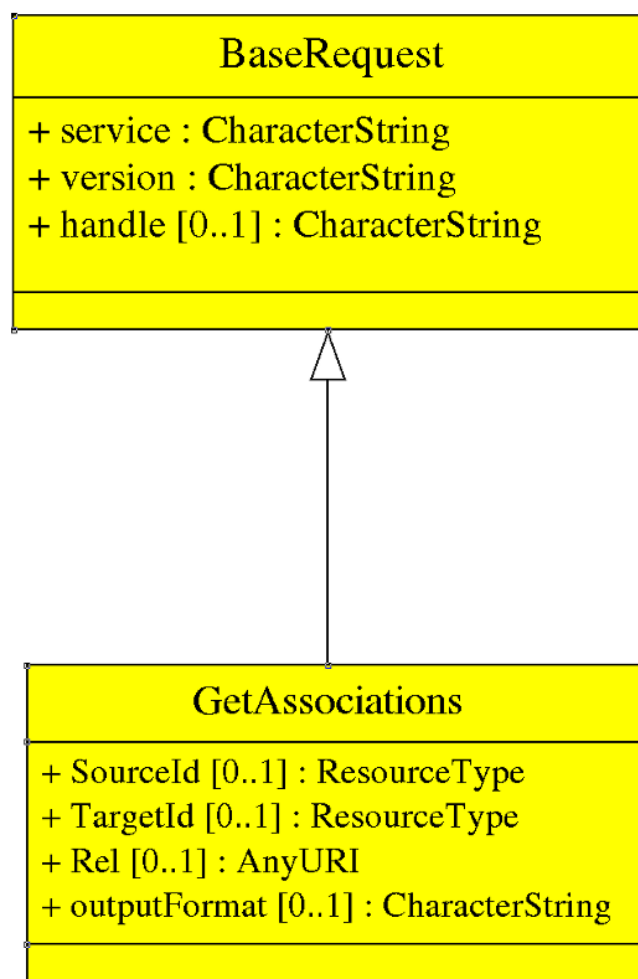 BaseRequest
+ service : CharacterString
+ version : CharacterString
+ handle [0..1] : CharacterString
GetAssociations
+ SourceId [0..1] : ResourceType
+ TargetId [0..1] : ResourceType
+ Rel [0..1] : AnyURI
+ outputFormat [0..1] : CharacterString